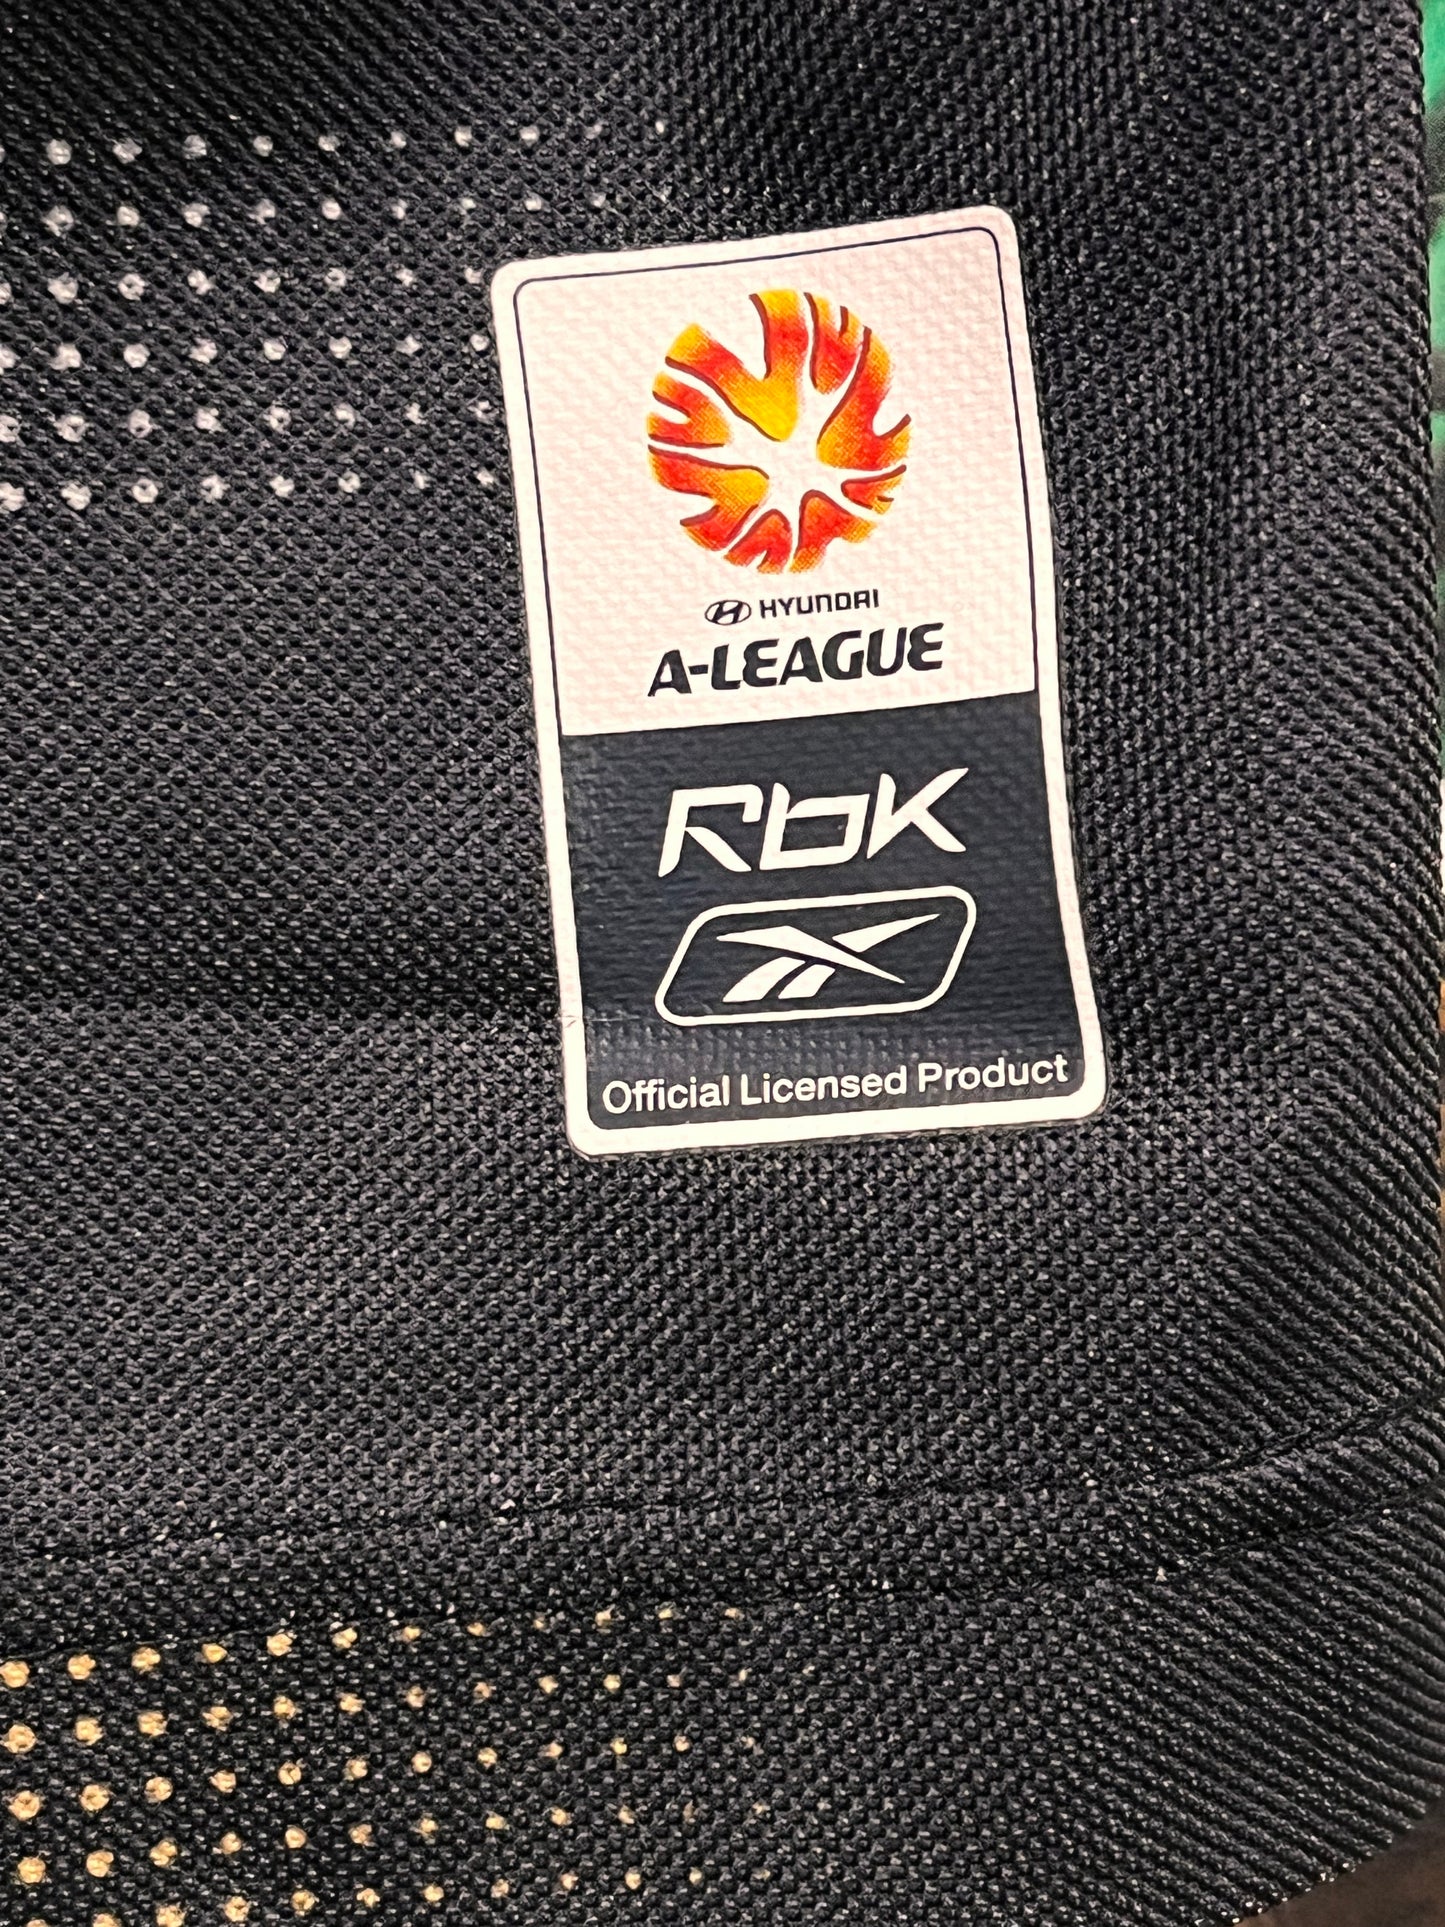 HYUNDAI
A-LEAGUE
Rbk
Official Licensed Product